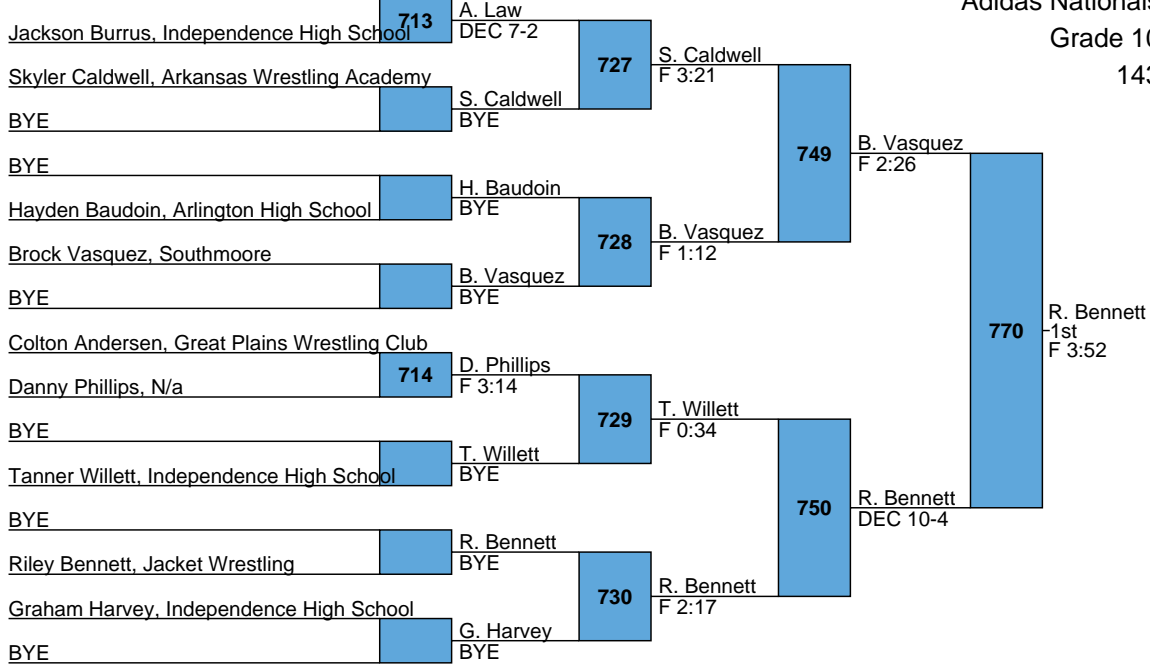 Adidas Nationals
Grade 10
143
Jackson Burrus, Independence High School
713
A. Law
DEC 7-2
Skyler Caldwell, Arkansas Wrestling Academy
BYE
S. Caldwell
BYE
727
S. Caldwell
F 3:21
BYE
Hayden Baudoin, Arlington High School
H. Baudoin
BYE
Brock Vasquez, Southmoore
BYE
B. Vasquez
BYE
728
B. Vasquez
F 1:12
749
B. Vasquez
F 2:26
Colton Andersen, Great Plains Wrestling Club
Danny Phillips, N/a
714
D. Phillips
F 3:14
BYE
Tanner Willett, Independence High School
T. Willett
BYE
729
T. Willett
F 0:34
BYE
Riley Bennett, Jacket Wrestling
R. Bennett
BYE
Graham Harvey, Independence High School
BYE
G. Harvey
BYE
730
R. Bennett
F 2:17
750
R. Bennett
DEC 10-4
770
R. Bennett
1st
F 3:52